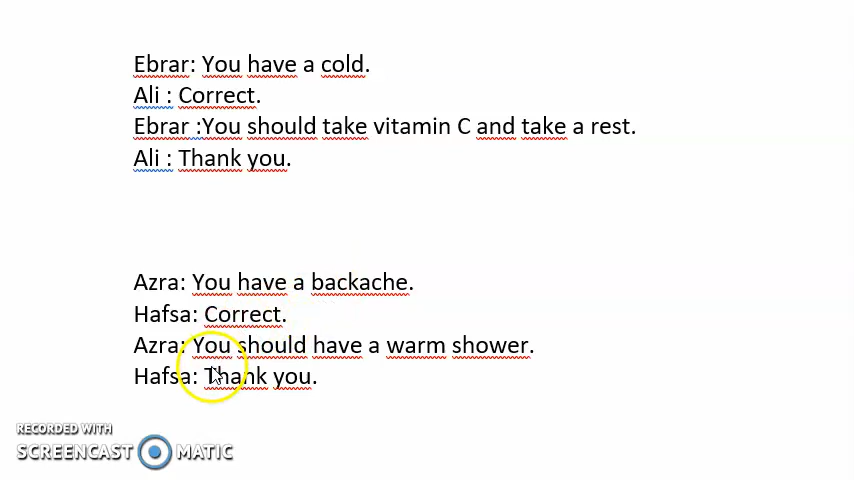 Ebrar: You have a cold.
Ali : Correct.
Ebrar :You should take vitamin C and take a rest.
Ali : Thank you.
Azra: You have a backache.
Hafsa: Correct.
Azra: You should have a warm shower.
Hafsa: Thank you.
RECORDED WITH
SCREENCAST MATIC